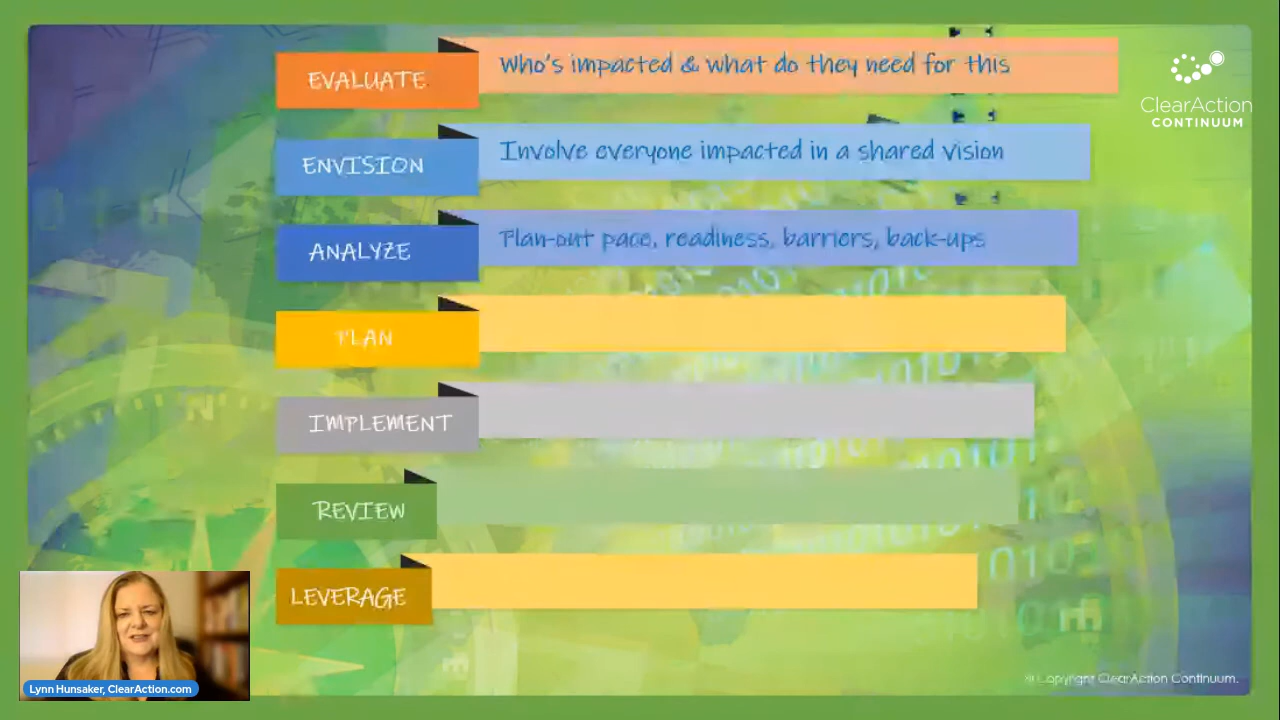 EVALUATE
Who's impacted & what do they need for this
ClearAction
CONTINUUM
ENVISION
Involve everyone impacted in a shared vision
ANALYZE
Plan-out pace, readiness, barriers, back-ups
PLAN
IMPLEMENT
REVIEW
LEVERAGE
Lynn Hunsaker, ClearAction.com
Copyright ClearAction Continuum.